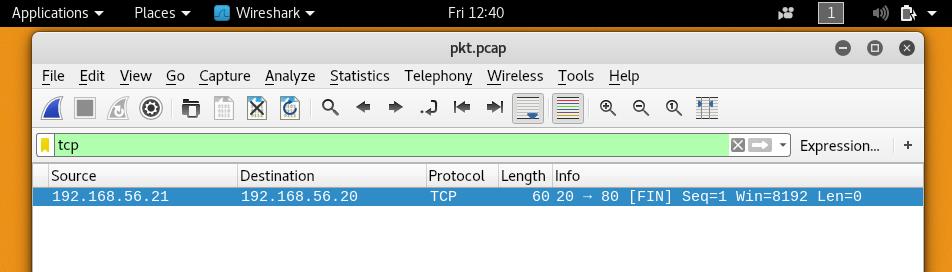 Applications Places Wireshark Fri 12:40 1
pkt.pcap
File Edit View Go Capture Analyze Statistics Telephony Wireless Tools Help
tcp Expression... +
Source Destination Protocol Length Info
192.168.56.21 192.168.56.20 TCP 60 20 → 80 [FIN] Seq=1 Win=8192 Len=0